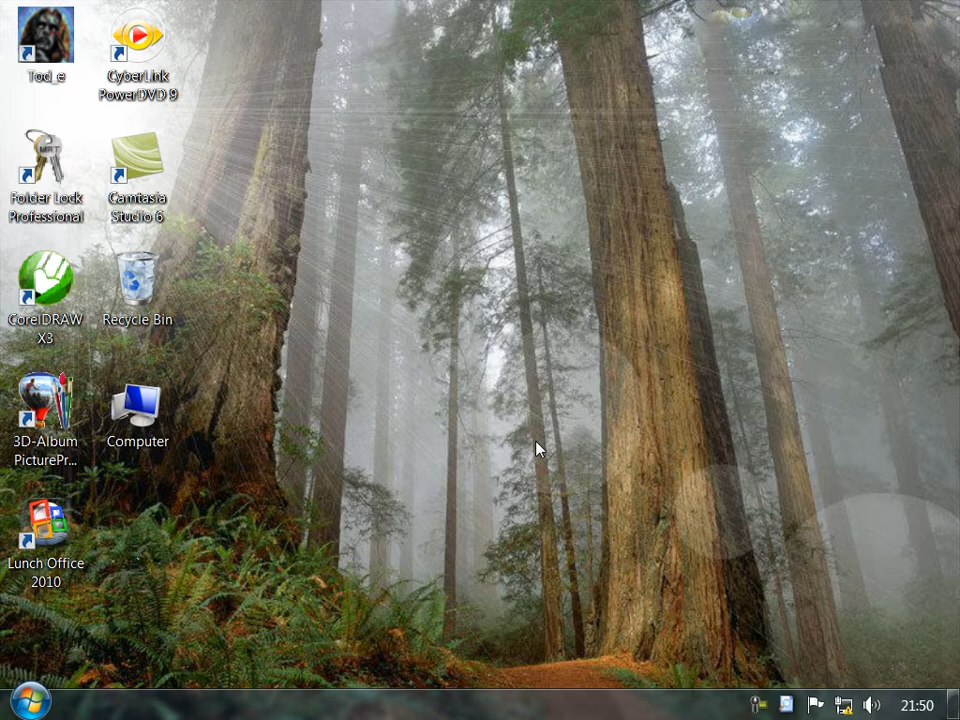 Tod_e
CyberLink
PowerDVD 9
MRT
Folder Lock
Professional
Camtasia
Studio 6
CorelDRAW
X3
Recycle Bin
3D-Album
PicturePr...
Computer
Lunch Office
2010
21:50